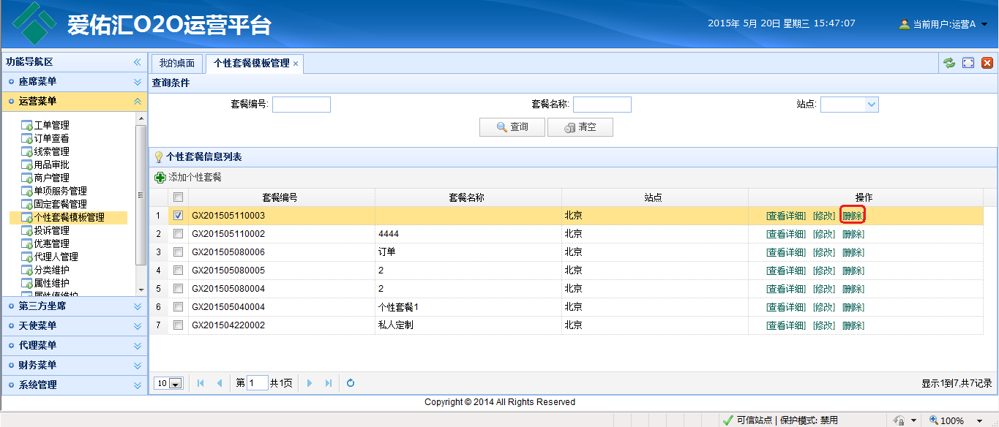 爱佑汇O2O运营平台
2015年 5月 20日 星期三 15:47:07
当前用户:运营A
功能导航区
座席菜单
运营菜单
工单管理
订单查看
线索管理
用品审批
商户管理
单项服务管理
固定套餐管理
个性套餐模板管理
投诉管理
优惠管理
代理人管理
分类维护
属性维护
属性值维护
第三方坐席
天使菜单
代理菜单
财务菜单
系统管理
我的桌面 个性套餐模板管理 ×
查询条件
套餐编号: 套餐名称: 站点:
查询 清空
个性套餐信息列表
添加个性套餐
套餐编号 套餐名称 站点 操作
1 GX201505110003 北京 [查看详细] [修改] [删除]
2 GX201505110002 4444 北京 [查看详细] [修改] [删除]
3 GX201505080006 订单 北京 [查看详细] [修改] [删除]
4 GX201505080005 2 北京 [查看详细] [修改] [删除]
5 GX201505080004 2 北京 [查看详细] [修改] [删除]
6 GX201505040004 个性套餐1 北京 [查看详细] [修改] [删除]
7 GX201504220002 私人定制 北京 [查看详细] [修改] [删除]
10 第 1 共1页 显示1到7,共7记录
Copyright © 2014 All Rights Reserved
可信站点 | 保护模式: 禁用 100%